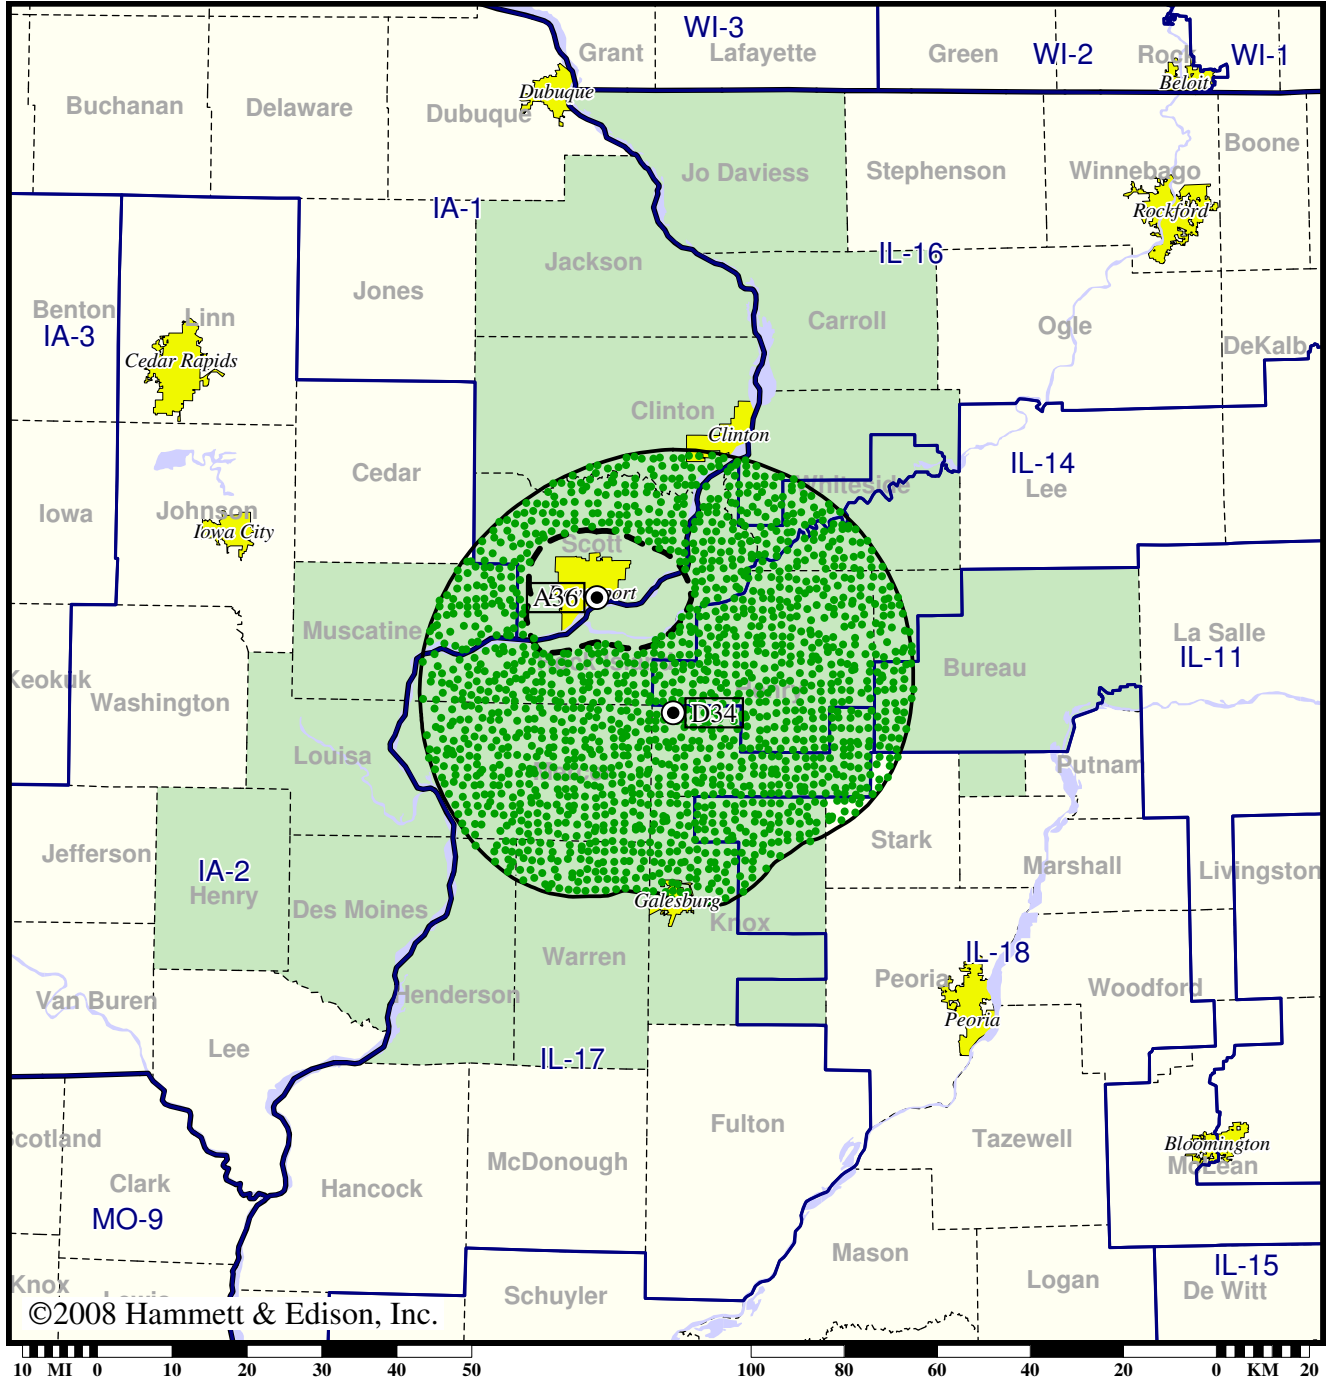 WI-3
Grant
Lafayette
Green
WI-2
Rock
WI-1
Beloit
Buchanan
Delaware
Dubuque
Dubuque
Boone
Jo Daviess
Stephenson
Winnebago
Rockford
IA-1
IL-16
Jackson
Jones
Benton
IA-3
Linn
Cedar Rapids
Carroll
Ogle
DeKalb
Clinton
Clinton
Cedar
Whiteside
IL-14
Lee
Iowa
Johnson
Iowa City
Scott
A36
Muscatine
La Salle
IL-11
Keokuk
Washington
Bureau
D34
Louisa
Putnam
Jefferson
IA-2
Henry
Des Moines
Stark
Marshall
Livingston
Galesburg
Knox
Warren
IL-18
Peoria
Peoria
Woodford
Van Buren
Henderson
Lee
IL-17
Fulton
Tazewell
Bloomington
McLean
McDonough
Clark
MO-9
Hancock
Mason
Logan
IL-15
De Witt
Knox
Schuyler
©2008 Hammett & Edison, Inc.
10 MI 0 10 20 30 40 50 100 80 60 40 20 0 KM 20